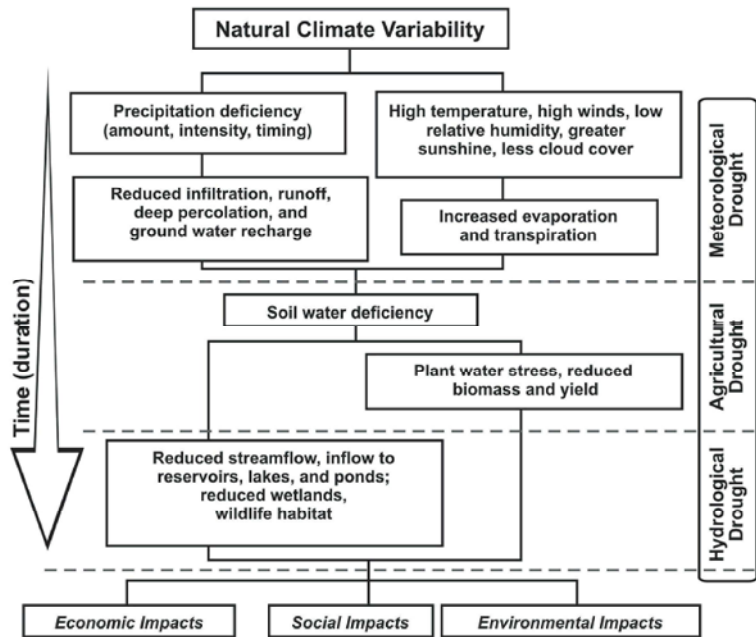 Natural Climate Variability
Precipitation deficiency
(amount, intensity, timing)
High temperature, high winds, low
relative humidity, greater
sunshine, less cloud cover
Reduced infiltration, runoff,
deep percolation, and
ground water recharge
Increased evaporation
and transpiration
Meteorological
Drought
Soil water deficiency
Plant water stress, reduced
biomass and yield
Agricultural
Drought
Time (duration)
Reduced streamflow, inflow to
reservoirs, lakes, and ponds;
reduced wetlands,
wildlife habitat
Hydrological
Drought
Economic Impacts
Social Impacts
Environmental Impacts